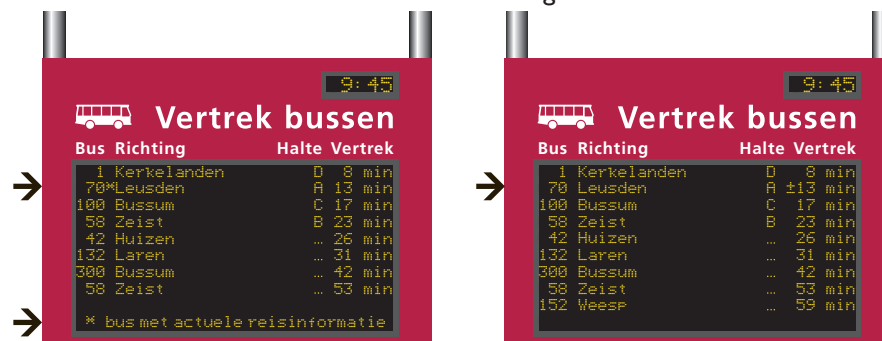 9:45
Vertrek bussen
Bus Richting Halte Vertrek
1 Kerkelanden D 8 min
70*Leusden A 13 min
100 Bussum C 17 min
58 Zeist B 23 min
42 Huizen ... 26 min
132 Laren ... 31 min
300 Bussum ... 42 min
58 Zeist ... 53 min
* bus met actuele reisinformatie
9:45
Vertrek bussen
Bus Richting Halte Vertrek
1 Kerkelanden D 8 min
70 Leusden A ±13 min
100 Bussum C 17 min
58 Zeist B 23 min
42 Huizen ... 26 min
132 Laren ... 31 min
300 Bussum ... 42 min
58 Zeist ... 53 min
152 Weesp ... 59 min